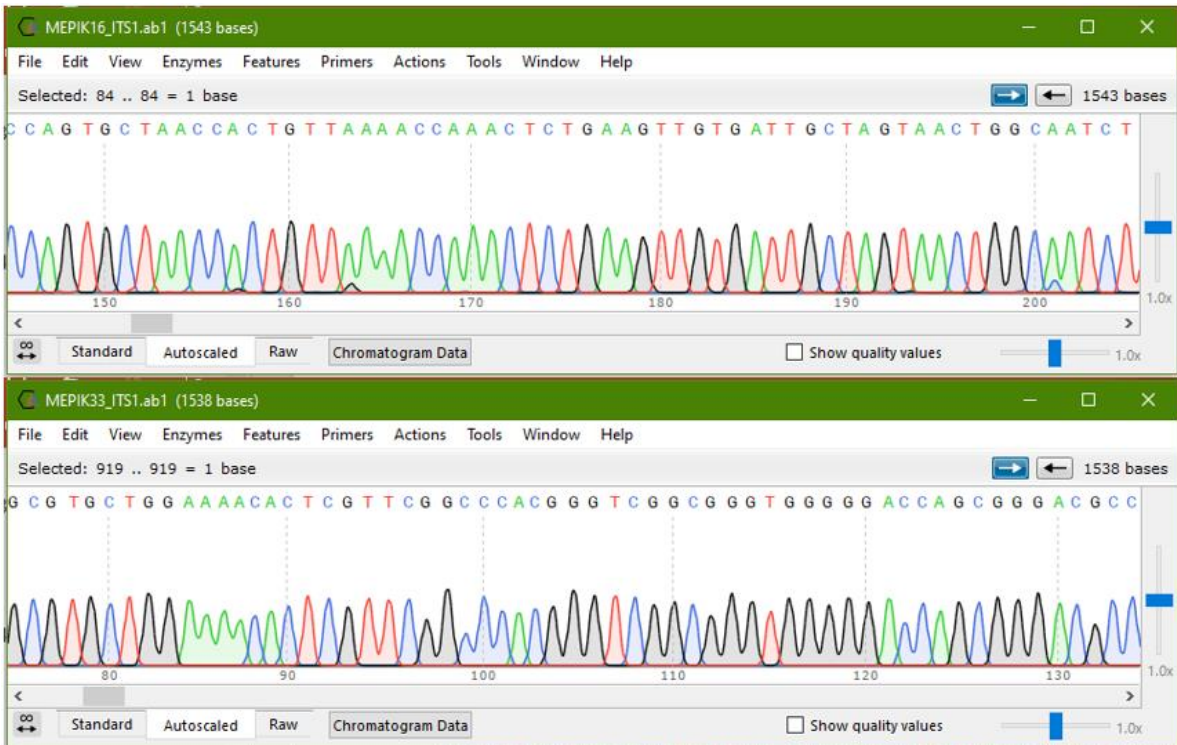 MEPIK16_ITS1.ab1 (1543 bases)
File Edit View Enzymes Features Primers Actions Tools Window Help
Selected: 84 .. 84 = 1 base 1543 bases
C C A G T G C T A A C C A C T G T T A A A A C C A A A C T C T G A A G T T G T G A T T G C T A G T A A C T G G C A A T C T
150 160 170 180 190 200 1.0x
Standard Autoscaled Raw Chromatogram Data Show quality values 1.0x
MEPIK33_ITS1.ab1 (1538 bases)
File Edit View Enzymes Features Primers Actions Tools Window Help
Selected: 919 .. 919 = 1 base 1538 bases
G C G T G C T G G A A A A C A C T C G T T C G G C C C A C G G G T C G G C G G G T G G G G G A C C A G C G G G A C G C C
80 90 100 110 120 130 1.0x
Standard Autoscaled Raw Chromatogram Data Show quality values 1.0x